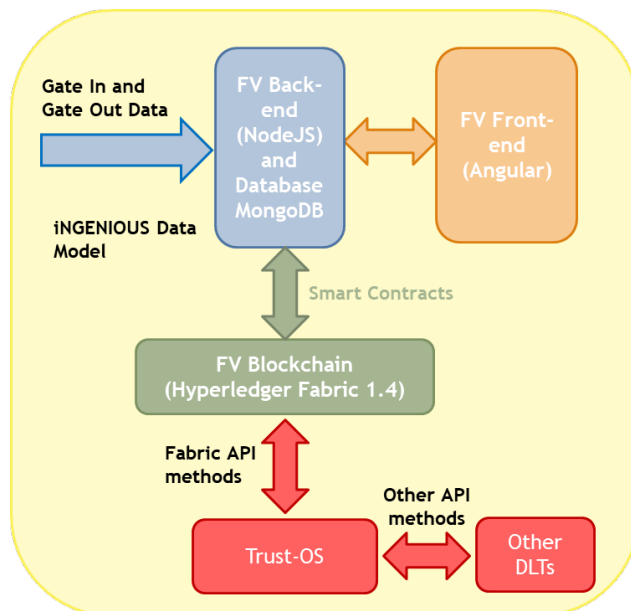 Gate In and
Gate Out Data
FV Back-
end
(NodeJS)
and
Database
MongoDB
FV Front-
end
(Angular)
iNGENIOUS Data
Model
Smart Contracts
FV Blockchain
(Hyperledger Fabric 1.4)
Fabric API
methods
Other API
methods
Trust-OS
Other
DLTs